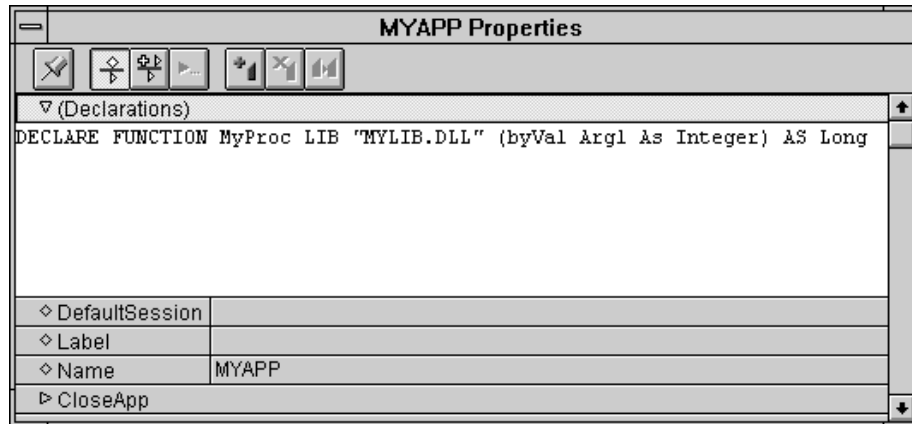 MYAPP Properties
(Declarations)
DECLARE FUNCTION MyProc LIB "MYLIB.DLL" (byVal Arg1 As Integer) AS Long
DefaultSession
Label
Name MYAPP
CloseApp